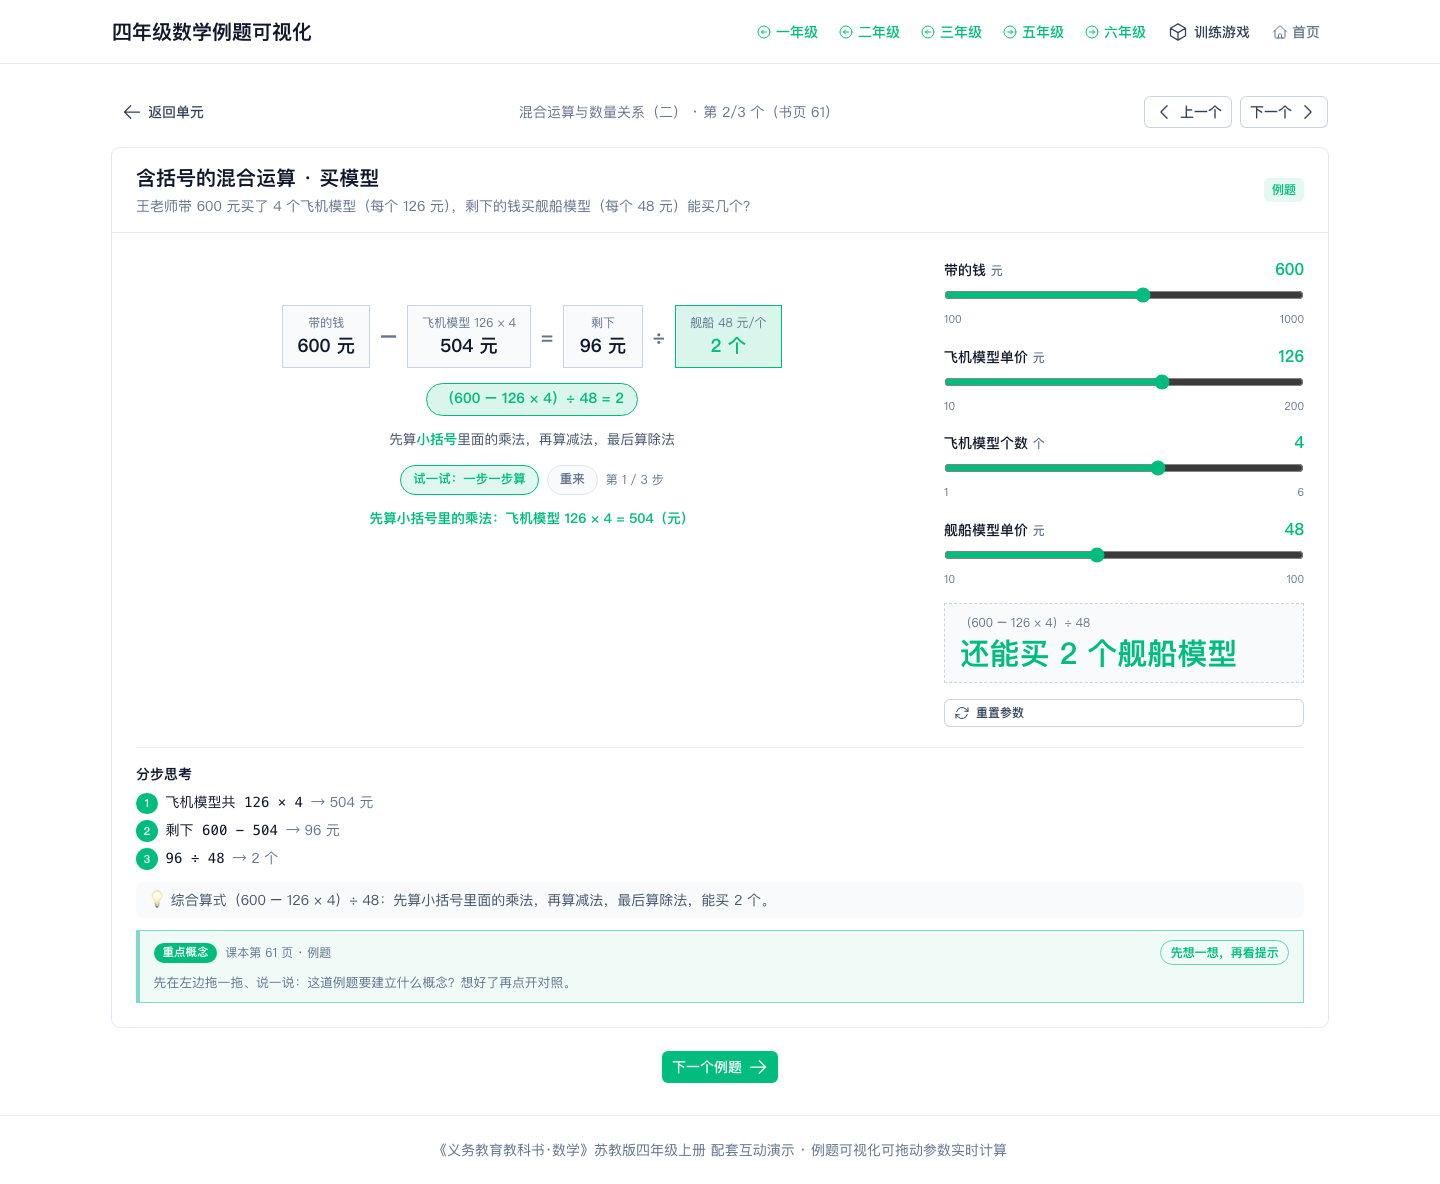 四年级数学例题可视化
一年级 二年级 三年级 五年级 六年级 训练游戏 首页
返回单元 混合运算与数量关系（二） · 第 2/3 个（书页 61） 上一个 下一个
含括号的混合运算 · 买模型
王老师带 600 元买了 4 个飞机模型（每个 126 元），剩下的钱买舰船模型（每个 48 元）能买几个？
例题
带的钱 飞机模型 126 × 4 剩下 舰船 48 元/个
600 元 − 504 元 = 96 元 ÷ 2 个
（600 − 126 × 4）÷ 48 = 2
先算小括号里面的乘法，再算减法，最后算除法
试一试：一步一步算 重来 第 1 / 3 步
先算小括号里的乘法：飞机模型 126 × 4 = 504（元）
带的钱 元 600
100 1000
飞机模型单价 元 126
10 200
飞机模型个数 个 4
1 6
舰船模型单价 元 48
10 100
（600 − 126 × 4）÷ 48
还能买 2 个舰船模型
重置参数
分步思考
1 飞机模型共 126 × 4 → 504 元
2 剩下 600 − 504 → 96 元
3 96 ÷ 48 → 2 个
💡 综合算式（600 − 126 × 4）÷ 48：先算小括号里面的乘法，再算减法，最后算除法，能买 2 个。
重点概念 课本第 61 页 · 例题 先想一想，再看提示
先在左边拖一拖、说一说：这道例题要建立什么概念？想好了再点开对照。
下一个例题 →
《义务教育教科书·数学》苏教版四年级上册 配套互动演示 · 例题可视化可拖动参数实时计算